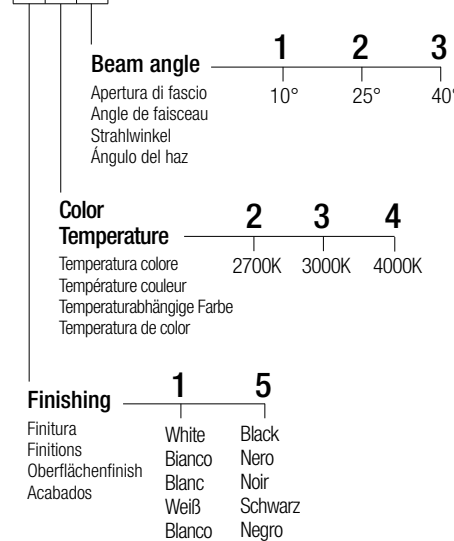 1 2 3
Beam angle
Apertura di fascio
Angle de faisceau
Strahlwinkel
Ángulo del haz
10° 25° 40°
2 3 4
Color
Temperature
2700K 3000K 4000K
Temperatura colore
Température couleur
Temperaturabhängige Farbe
Temperatura de color
1 5
Finishing
Finitura
Finitions
Oberflächenfinish
Acabados
White Black
Bianco Nero
Blanc Noir
Weiß Schwarz
Blanco Negro